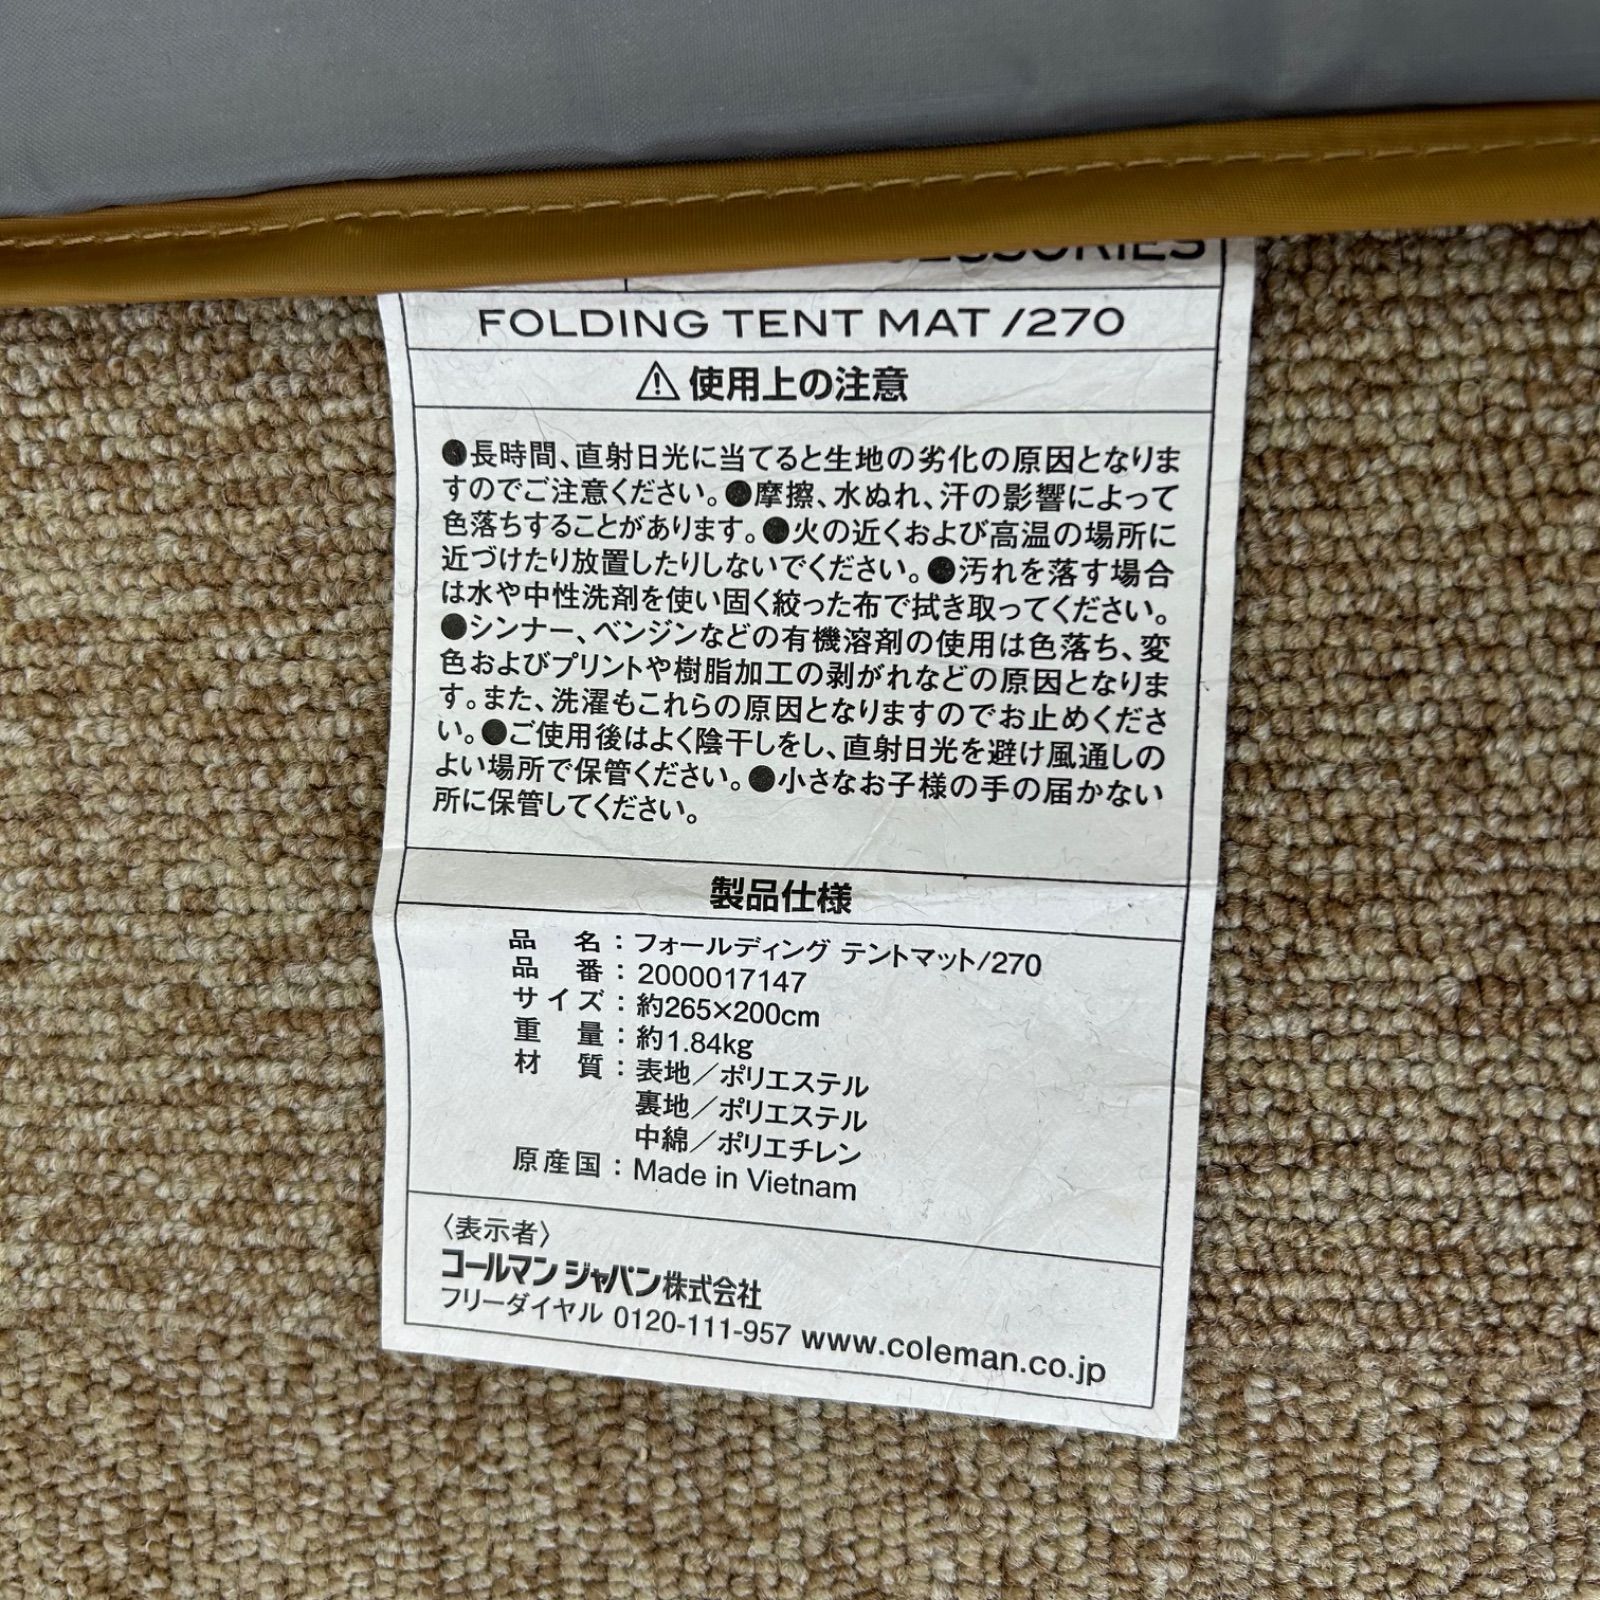 FOLDING TENT MAT /270
⚠ 使用上の注意
●長時間、直射日光に当てると生地の劣化の原因となりま
すのでご注意ください。●摩擦、水ぬれ、汗の影響によって
色落ちすることがあります。●火の近くおよび高温の場所に
近づけたり放置したりしないでください。●汚れを落す場合
は水や中性洗剤を使い固く絞った布で拭き取ってください。
●シンナー、ベンジンなどの有機溶剤の使用は色落ち、変
色およびプリントや樹脂加工の剥がれなどの原因となりま
す。また、洗濯もこれらの原因となりますのでお止めくださ
い。●ご使用後はよく陰干しをし、直射日光を避け風通しの
よい場所で保管ください。●小さなお子様の手の届かない
所に保管してください。
製品仕様
品名：フォールディング テントマット/270
品番：2000017147
サイズ：約265×200cm
重量：約1.84kg
材質：表地／ポリエステル
裏地／ポリエステル
中綿／ポリエチレン
原産国：Made in Vietnam
〈表示者〉
コールマン ジャパン株式会社
フリーダイヤル 0120-111-957 www.coleman.co.jp